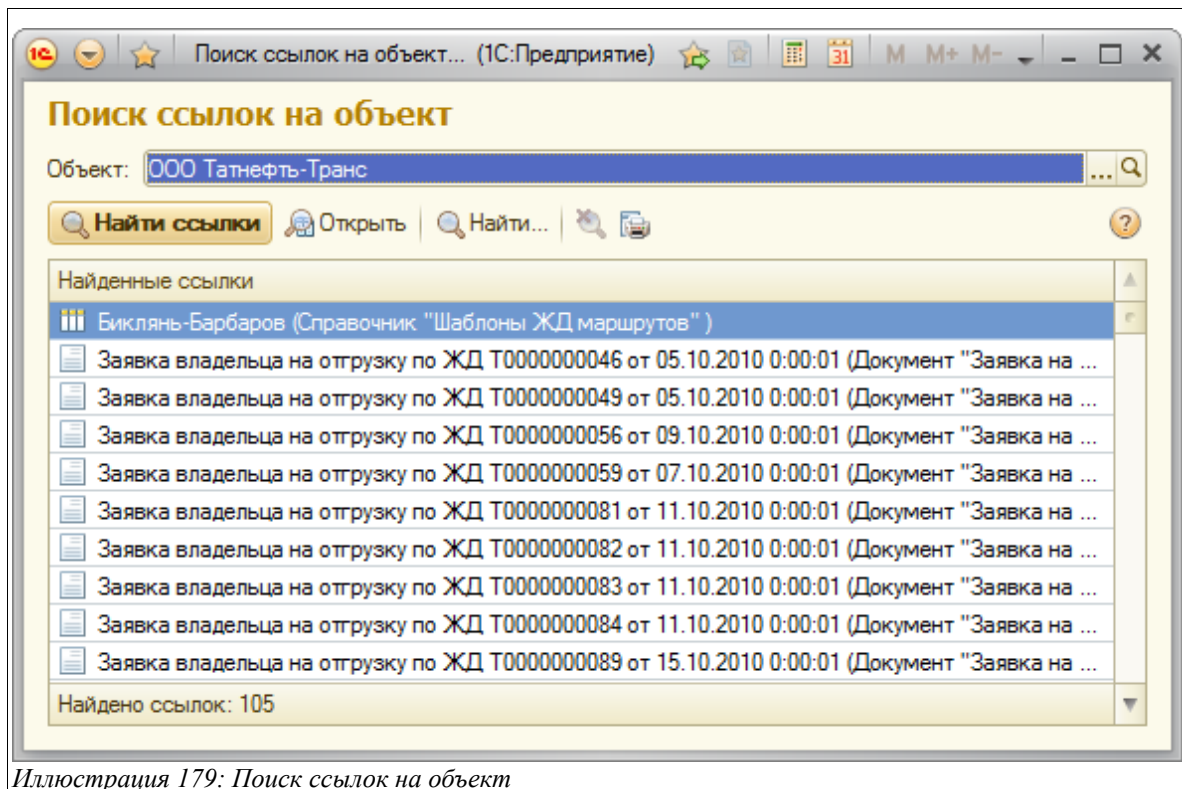 1С Поиск ссылок на объект... (1С:Предприятие) 31 M M+ M-
Поиск ссылок на объект
Объект: ООО Татнефть-Транс ...
Найти ссылки Открыть Найти... ?
Найденные ссылки
Биклянь-Барбаров (Справочник "Шаблоны ЖД маршрутов" )
Заявка владельца на отгрузку по ЖД Т0000000046 от 05.10.2010 0:00:01 (Документ "Заявка на ...
Заявка владельца на отгрузку по ЖД Т0000000049 от 05.10.2010 0:00:01 (Документ "Заявка на ...
Заявка владельца на отгрузку по ЖД Т0000000056 от 09.10.2010 0:00:01 (Документ "Заявка на ...
Заявка владельца на отгрузку по ЖД Т0000000059 от 07.10.2010 0:00:01 (Документ "Заявка на ...
Заявка владельца на отгрузку по ЖД Т0000000081 от 11.10.2010 0:00:01 (Документ "Заявка на ...
Заявка владельца на отгрузку по ЖД Т0000000082 от 11.10.2010 0:00:01 (Документ "Заявка на ...
Заявка владельца на отгрузку по ЖД Т0000000083 от 11.10.2010 0:00:01 (Документ "Заявка на ...
Заявка владельца на отгрузку по ЖД Т0000000084 от 11.10.2010 0:00:01 (Документ "Заявка на ...
Заявка владельца на отгрузку по ЖД Т0000000089 от 15.10.2010 0:00:01 (Документ "Заявка на ...
Найдено ссылок: 105
Иллюстрация 179: Поиск ссылок на объект